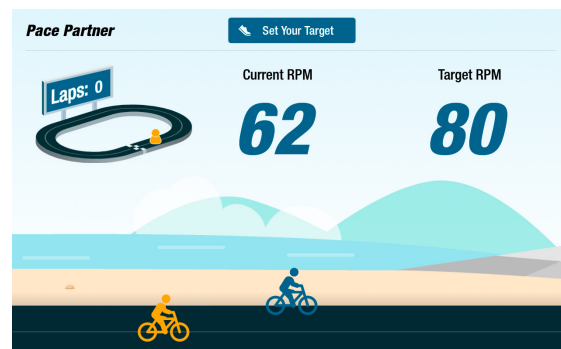 Pace Partner
Set Your Target
Laps: 0
Current RPM
62
Target RPM
80